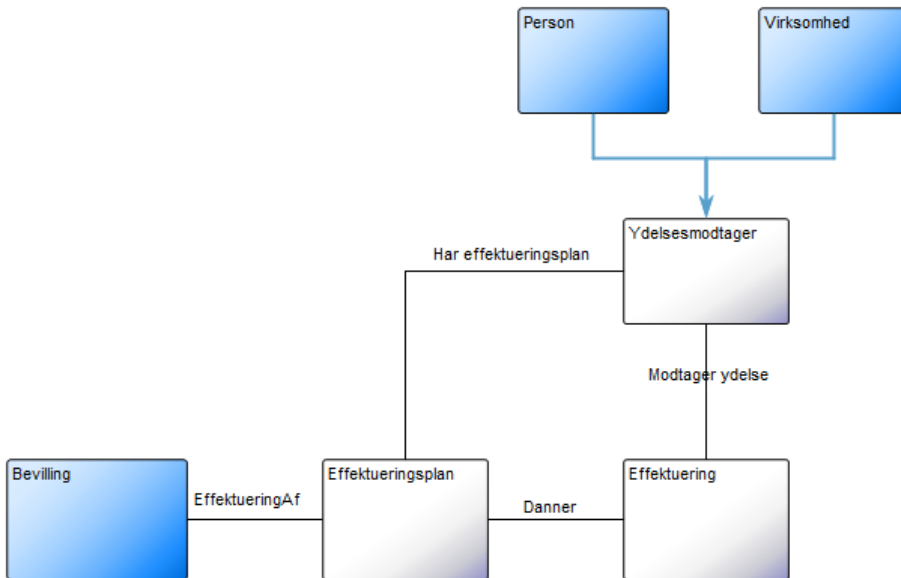 Person
Virksomhed
Ydelsesmodtager
Har effektueringsplan
Modtager ydelse
Bevilling
EffektueringAf
Effektueringsplan
Danner
Effektuering